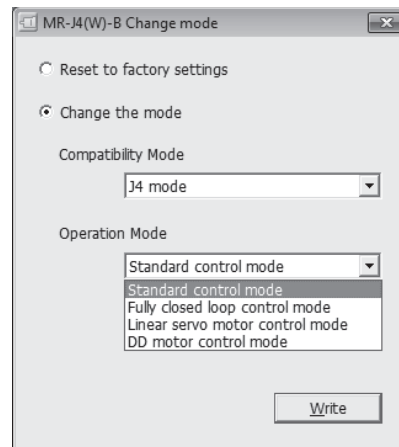 MR-J4(W)-B Change mode
Reset to factory settings
Change the mode
Compatibility Mode
J4 mode
Operation Mode
Standard control mode
Standard control mode
Fully closed loop control mode
Linear servo motor control mode
DD motor control mode
Write